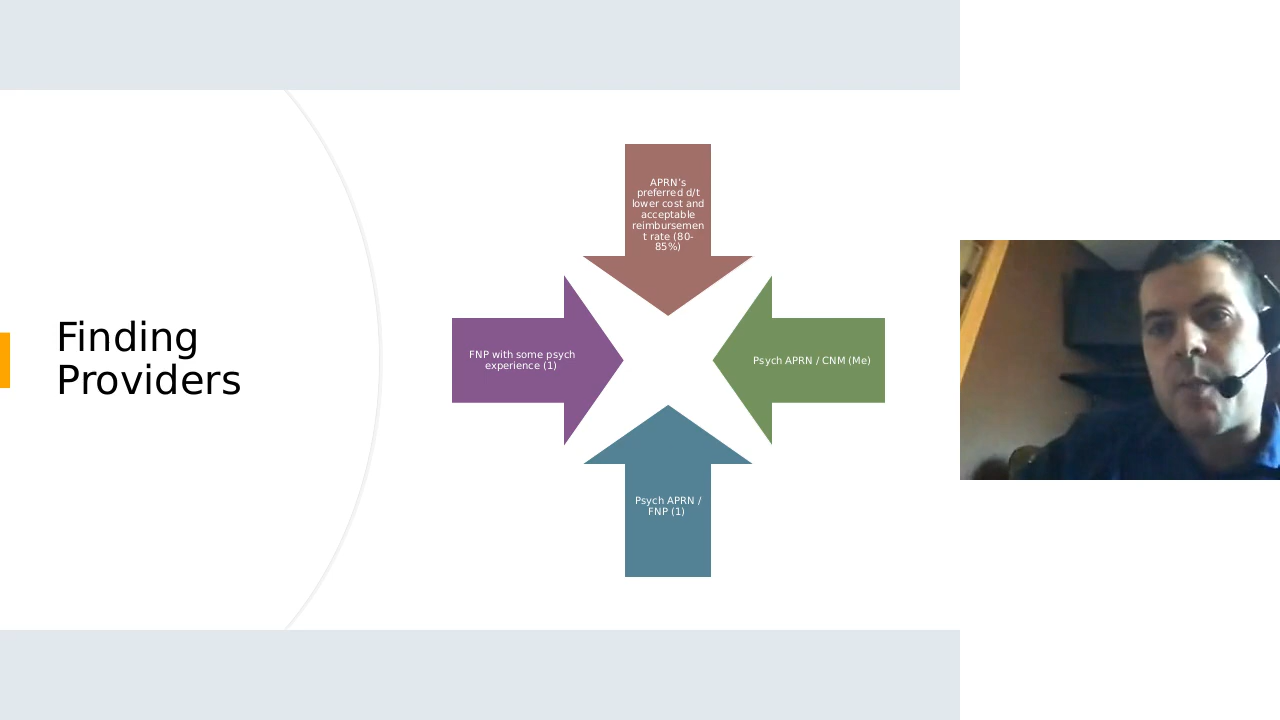 Finding
Providers
APRN's
preferred d/t
lower cost and
acceptable
reimbursemen
t rate (80-
85%)
FNP with some psych
experience (1)
Psych APRN / CNM (Me)
Psych APRN /
FNP (1)